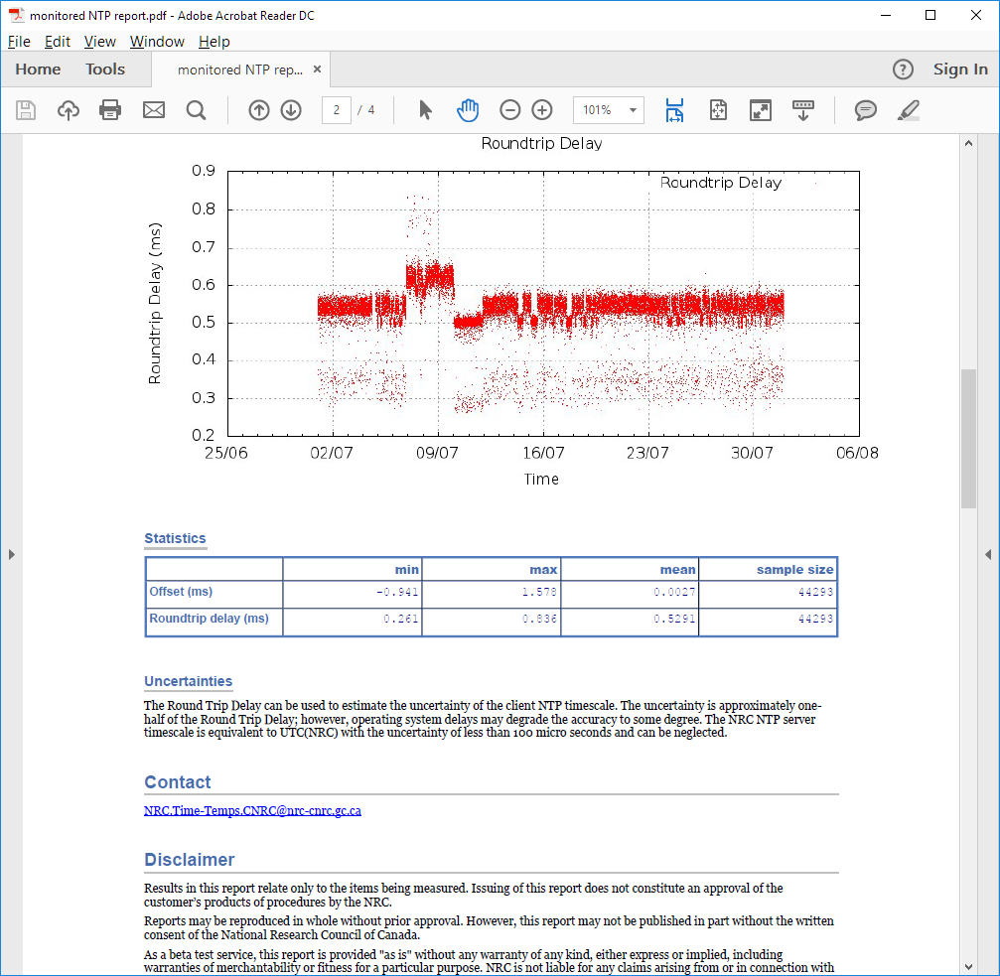 monitored NTP report.pdf - Adobe Acrobat Reader DC
File Edit View Window Help
Home Tools monitored NTP rep... × ? Sign In
2 / 4 101%
Roundtrip Delay
Roundtrip Delay
0.9
0.8
0.7
0.6
0.5
0.4
0.3
0.2
Roundtrip Delay (ms)
25/06 02/07 09/07 16/07 23/07 30/07 06/08
Time
Statistics
min max mean sample size
Offset (ms) -0.941 1.578 0.0027 44293
Roundtrip delay (ms) 0.261 0.836 0.5291 44293
Uncertainties
The Round Trip Delay can be used to estimate the uncertainty of the client NTP timescale. The uncertainty is approximately one-
half of the Round Trip Delay; however, operating system delays may degrade the accuracy to some degree. The NRC NTP server
timescale is equivalent to UTC(NRC) with the uncertainty of less than 100 micro seconds and can be neglected.
Contact
NRC.Time-Temps.CNRC@nrc-cnrc.gc.ca
Disclaimer
Results in this report relate only to the items being measured. Issuing of this report does not constitute an approval of the
customer's products of procedures by the NRC.
Reports may be reproduced in whole without prior approval. However, this report may not be published in part without the written
consent of the National Research Council of Canada.
As a beta test service, this report is provided "as is" without any warranty of any kind, either express or implied, including
warranties of merchantability or fitness for a particular purpose. NRC is not liable for any claims arising from or in connection with